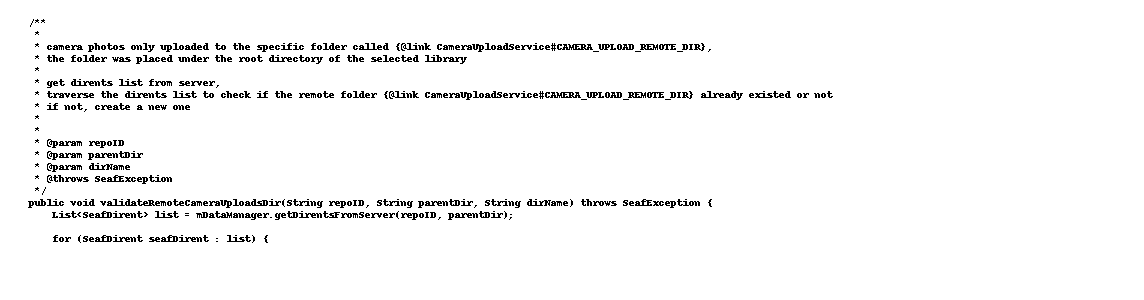 /**
 *
 * camera photos only uploaded to the specific folder called {@link CameraUploadService#CAMERA_UPLOAD_REMOTE_DIR},
 * the folder was placed under the root directory of the selected library
 *
 * get dirents list from server,
 * traverse the dirents list to check if the remote folder {@link CameraUploadService#CAMERA_UPLOAD_REMOTE_DIR} already existed or not
 * if not, create a new one
 *
 *
 * @param repoID
 * @param parentDir
 * @param dirName
 * @throws SeafException
 */
public void validateRemoteCameraUploadsDir(String repoID, String parentDir, String dirName) throws SeafException {
    List<SeafDirent> list = mDataManager.getDirentsFromServer(repoID, parentDir);

    for (SeafDirent seafDirent : list) {